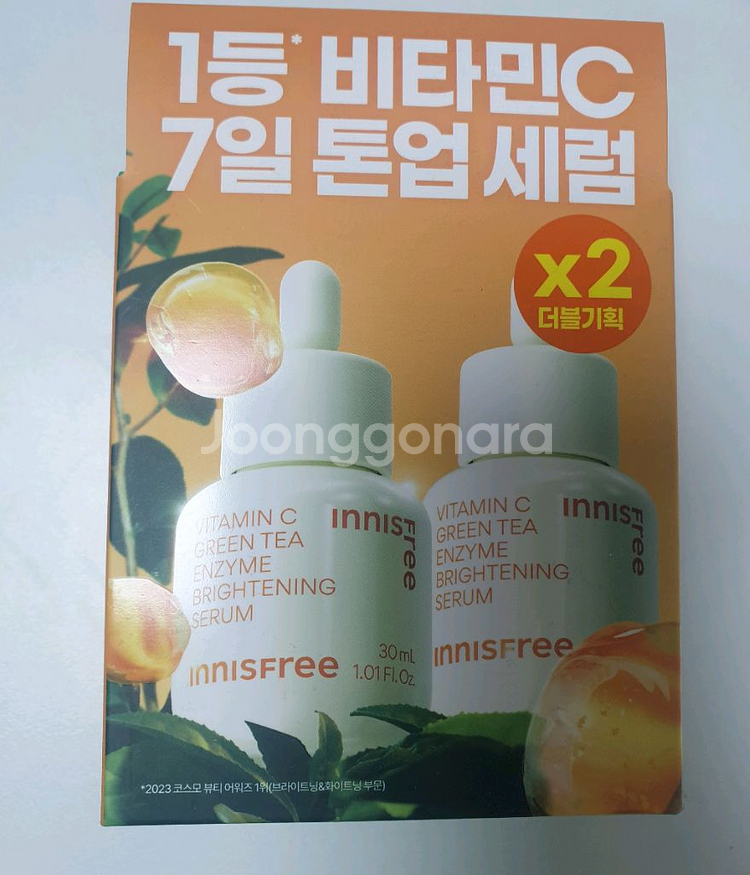 1등* 비타민C
7일 톤업 세럼
x2
더블기획
Joonggonara
VITAMIN C
GREEN TEA
ENZYME
BRIGHTENING
SERUM
INNISFree
INNISFree
30 mL
1.01 Fl. Oz.
VITAMIN C
GREEN TEA
ENZYME
BRIGHTENING
SERUM
INNISFree
INNISFree
*2023 코스모 뷰티 어워즈 1위(브라이트닝&화이트닝 부문)